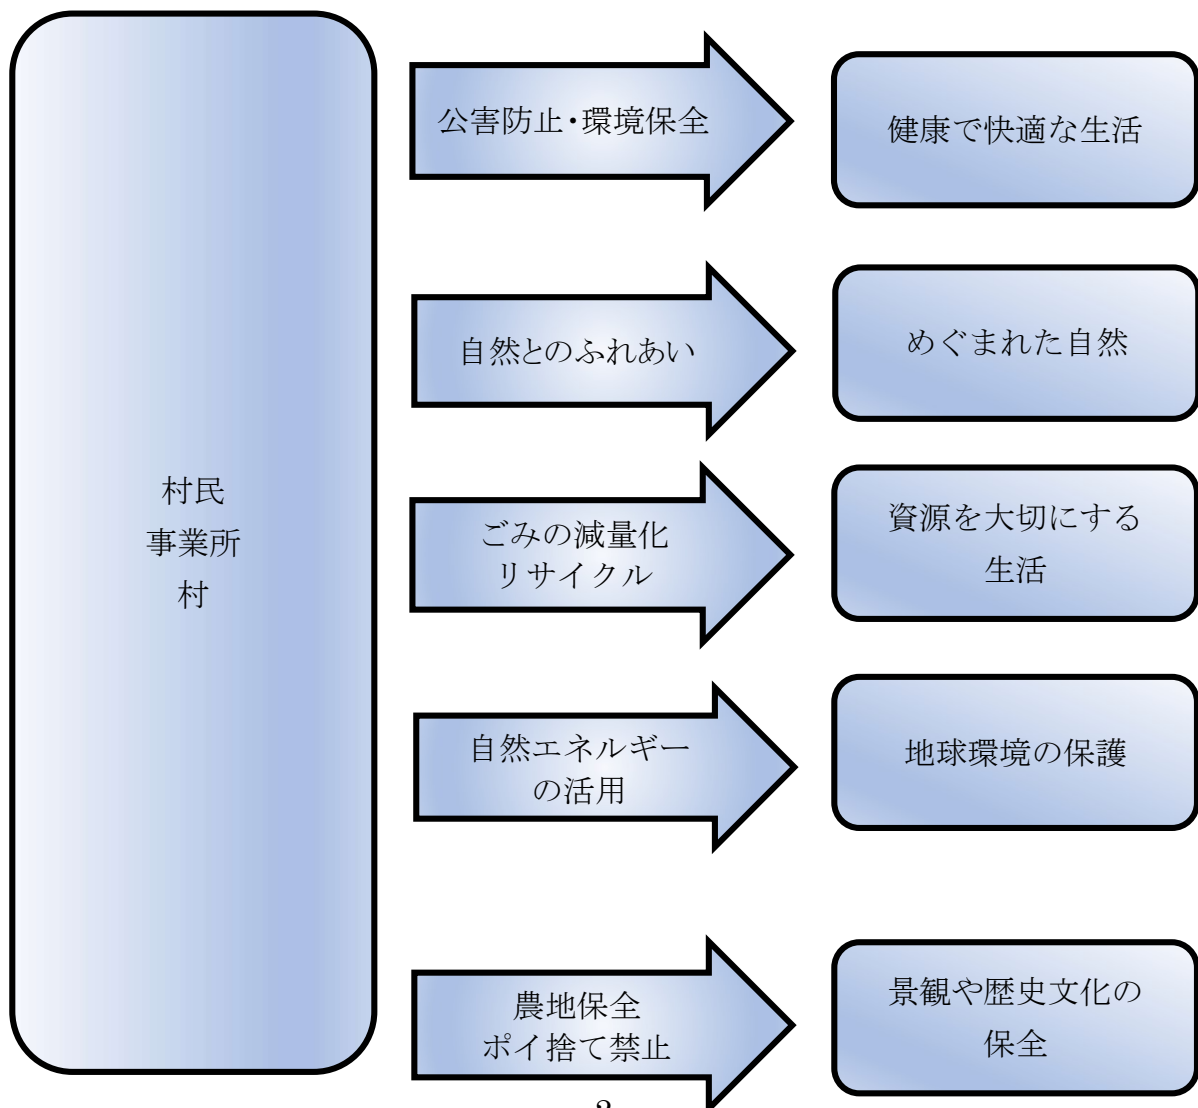 村民
事業所
村
公害防止・環境保全
健康で快適な生活
自然とのふれあい
めぐまれた自然
ごみの減量化
リサイクル
資源を大切にする
生活
自然エネルギー
の活用
地球環境の保護
農地保全
ポイ捨て禁止
景観や歴史文化の
保全